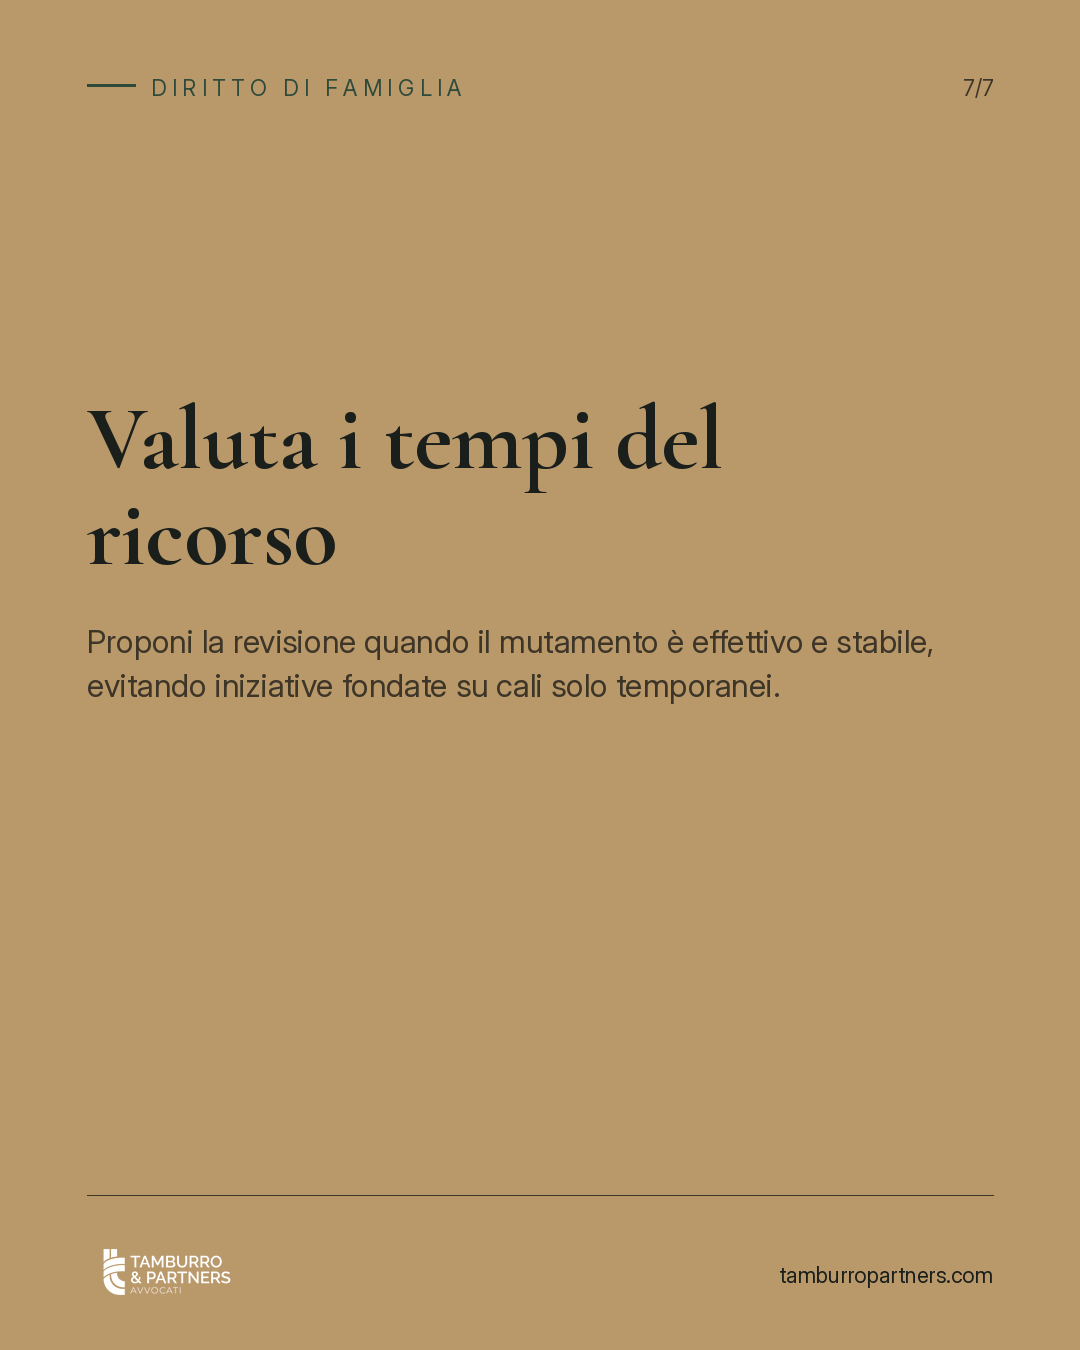 DIRITTO DI FAMIGLIA
7/7
Valuta i tempi del
ricorso
Proponi la revisione quando il mutamento è effettivo e stabile,
evitando iniziative fondate su cali solo temporanei.
TAMBURRO
& PARTNERS
AVVOCATI
tamburropartners.com